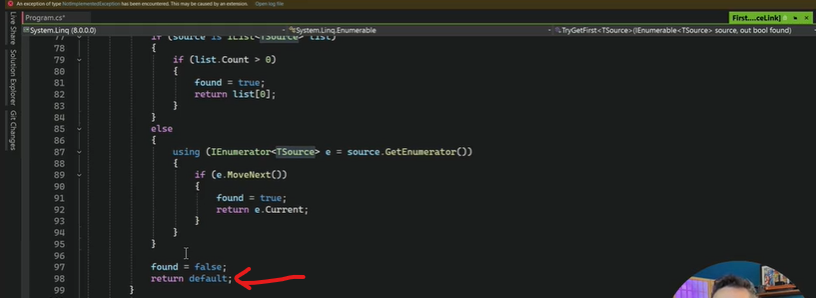 An exception of type NotImplementedException has been encountered. This may be caused by an extension. Open log file
Program.cs*
First....ceLink]
System.Linq (8.0.0.0) System.Linq.Enumerable TryGetFirst<TSource>(IEnumerable<TSource> source, out bool found)
Live Share
Solution Explorer
Git Changes
77 if (source is IList<TSource> list)
78 {
79 if (list.Count > 0)
80 {
81 found = true;
82 return list[0];
83 }
84 }
85 else
86 {
87 using (IEnumerator<TSource> e = source.GetEnumerator())
88 {
89 if (e.MoveNext())
90 {
91 found = true;
92 return e.Current;
93 }
94 }
95 }
96
97 found = false;
98 return default;
99 }